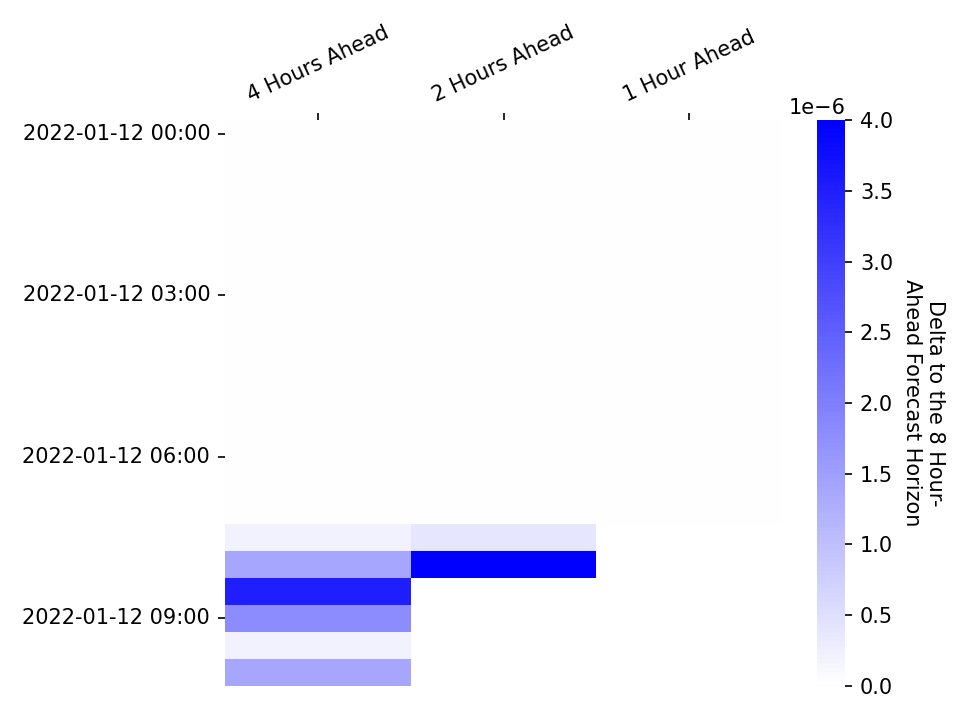 4 Hours Ahead
2 Hours Ahead
1 Hour Ahead
2022-01-12 00:00
2022-01-12 03:00
2022-01-12 06:00
2022-01-12 09:00
1e−6
4.0
3.5
3.0
2.5
2.0
1.5
1.0
0.5
0.0
Delta to the 8 Hour-
Ahead Forecast Horizon